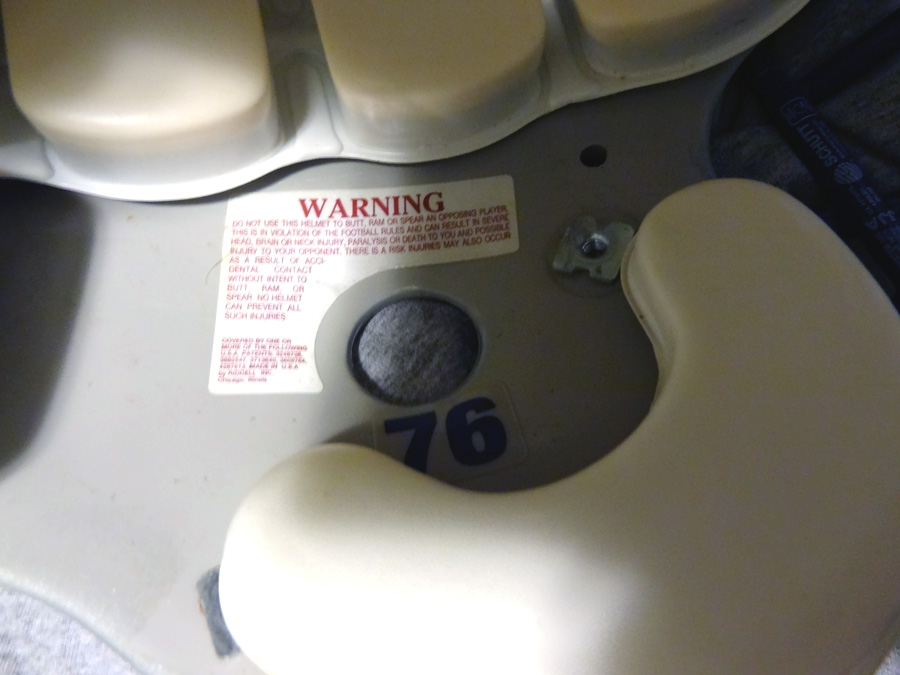 WARNING
DO NOT USE THIS HELMET TO BUTT, RAM OR SPEAR AN OPPOSING PLAYER.
THIS IS IN VIOLATION OF THE FOOTBALL RULES AND CAN RESULT IN SEVERE
HEAD, BRAIN OR NECK INJURY, PARALYSIS OR DEATH TO YOU AND POSSIBLE
INJURY TO YOUR OPPONENT. THERE IS A RISK INJURIES MAY ALSO OCCUR
AS A RESULT OF ACCI-
DENTAL CONTACT
WITHOUT INTENT TO
BUTT, RAM OR
SPEAR. NO HELMET
CAN PREVENT ALL
SUCH INJURIES.
COVERED BY ONE OR
MORE OF THE FOLLOWING
U.S.A. PATENTS:
MADE IN U.S.A.
by RIDDELL, INC.
Chicago, Illinois
76
SCHUTT